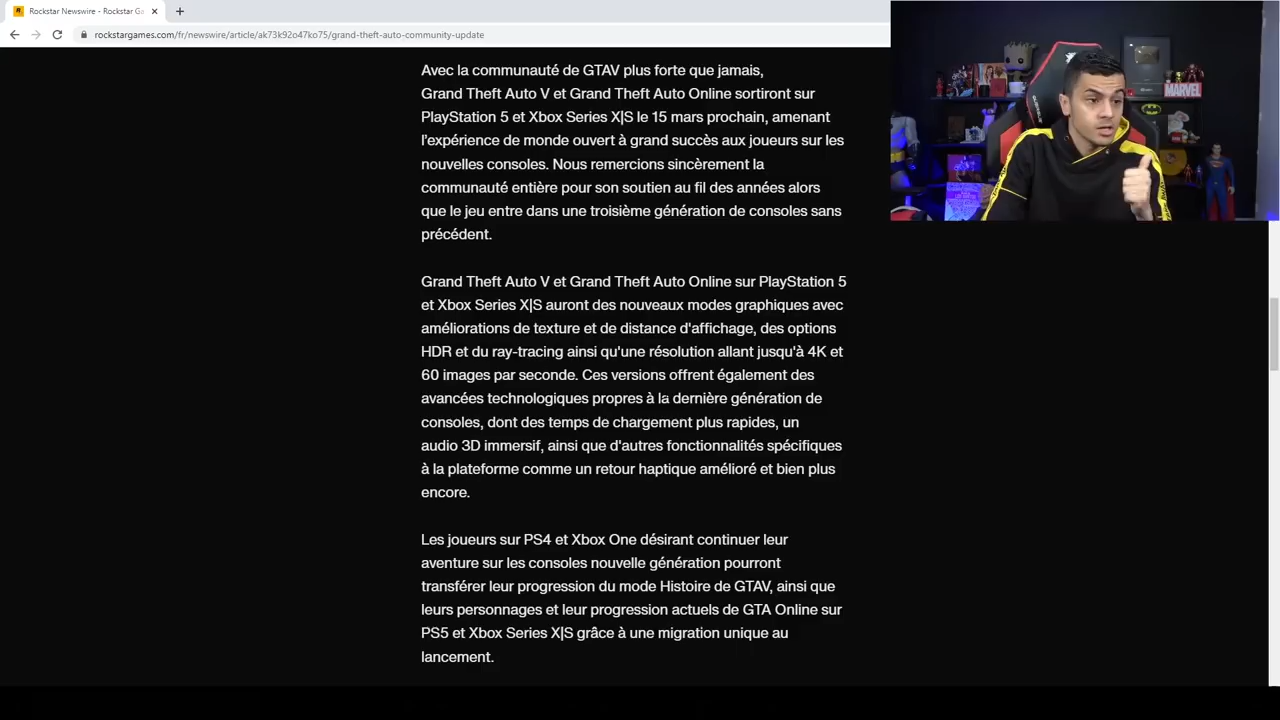 Rockstar Newswire - Rockstar Ga
rockstargames.com/fr/newswire/article/ak73k92o47ko75/grand-theft-auto-community-update
MARVEL
Avec la communauté de GTAV plus forte que jamais,
Grand Theft Auto V et Grand Theft Auto Online sortiront sur
PlayStation 5 et Xbox Series X|S le 15 mars prochain, amenant
l'expérience de monde ouvert à grand succès aux joueurs sur les
nouvelles consoles. Nous remercions sincèrement la
communauté entière pour son soutien au fil des années alors
que le jeu entre dans une troisième génération de consoles sans
précédent.
Grand Theft Auto V et Grand Theft Auto Online sur PlayStation 5
et Xbox Series X|S auront des nouveaux modes graphiques avec
améliorations de texture et de distance d'affichage, des options
HDR et du ray-tracing ainsi qu'une résolution allant jusqu'à 4K et
60 images par seconde. Ces versions offrent également des
avancées technologiques propres à la dernière génération de
consoles, dont des temps de chargement plus rapides, un
audio 3D immersif, ainsi que d'autres fonctionnalités spécifiques
à la plateforme comme un retour haptique amélioré et bien plus
encore.
Les joueurs sur PS4 et Xbox One désirant continuer leur
aventure sur les consoles nouvelle génération pourront
transférer leur progression du mode Histoire de GTAV, ainsi que
leurs personnages et leur progression actuels de GTA Online sur
PS5 et Xbox Series X|S grâce à une migration unique au
lancement.